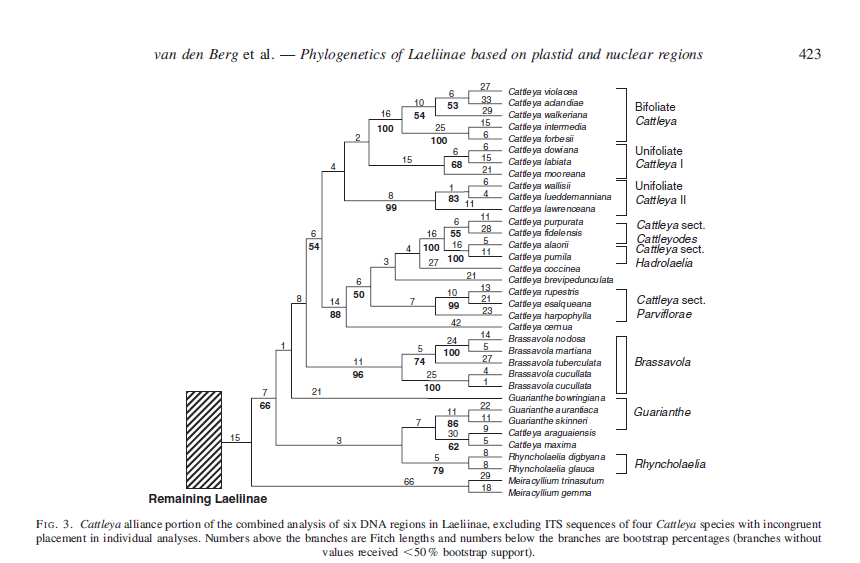 van den Berg et al. — Phylogenetics of Laeliinae based on plastid and nuclear regions 423
27
6 Cattleya violacea
10 53 33 Cattleya aclandiae
16 54 29 Cattleya walkeriana
100 25 15 Cattleya intermedia
2 100 6 Cattleya forbesii
Bifoliate
Cattleya
6 6 Cattleya dowiana
15 68 15 Cattleya labiata
4 21 Cattleya mooreana
Unifoliate
Cattleya I
1 6 Cattleya wallisii
8 83 4 Cattleya lueddemanniana
99 11 Cattleya lawrenceana
Unifoliate
Cattleya II
6 11 Cattleya purpurata
6 16 55 28 Cattleya fidelensis
54 4 100 16 5 Cattleya alaorii
100 11 Cattleya pumila
3 27 Cattleya coccinea
21 Cattleya brevipedunculata
Cattleya sect.
Cattleyodes
Cattleya sect.
Hadrolaelia
6 10 13 Cattleya rupestris
8 14 50 7 99 21 Cattleya esalqueana
88 23 Cattleya harpophylla
42 Cattleya cernua
Cattleya sect.
Parviflorae
24 14 Brassavola nodosa
1 5 100 5 Brassavola martiana
11 74 27 Brassavola tuberculata
96 25 4 Brassavola cucullata
100 1 Brassavola cucullata
Brassavola
7 21 Guarianthe bowringiana
66 11 22 Guarianthe aurantiaca
7 86 11 Guarianthe skinneri
Guarianthe
30 9 Cattleya araguaiensis
15 3 62 5 Cattleya maxima
5 8 Rhyncholaelia digbyana
79 8 Rhyncholaelia glauca
Rhyncholaelia
66 29 Meiracyllium trinasutum
18 Meiracyllium gemma
Remaining Laeliinae
FIG. 3. Cattleya alliance portion of the combined analysis of six DNA regions in Laeliinae, excluding ITS sequences of four Cattleya species with incongruent
placement in individual analyses. Numbers above the branches are Fitch lengths and numbers below the branches are bootstrap percentages (branches without
values received <50% bootstrap support).